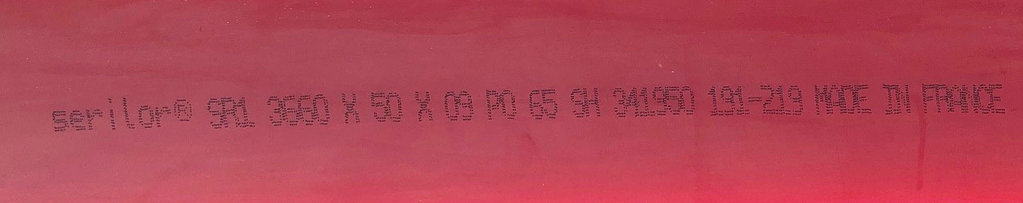 serilor® SR1 3660 X 50 X 09 PO 65 SH 341950 191-219 MADE IN FRANCE